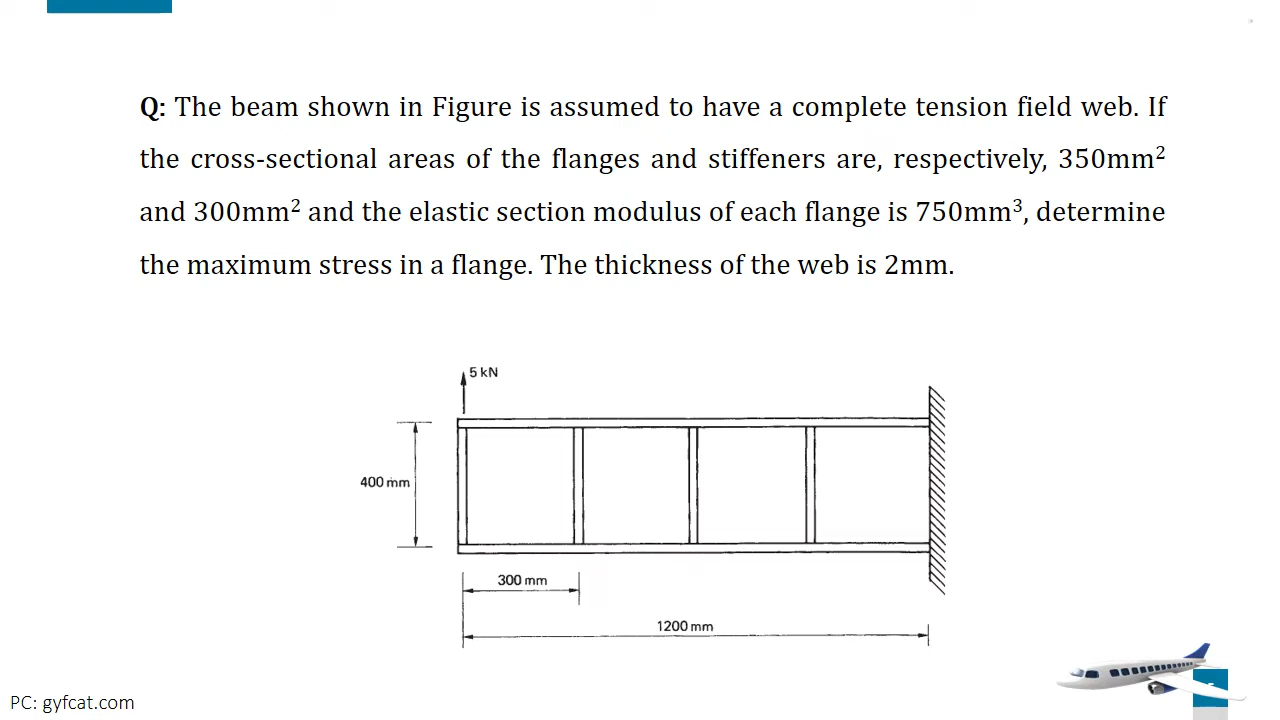 Q: The beam shown in Figure is assumed to have a complete tension field web. If
the cross-sectional areas of the flanges and stiffeners are, respectively, 350mm²
and 300mm² and the elastic section modulus of each flange is 750mm³, determine
the maximum stress in a flange. The thickness of the web is 2mm.
5 kN
400 mm
300 mm
1200 mm
PC: gyfcat.com